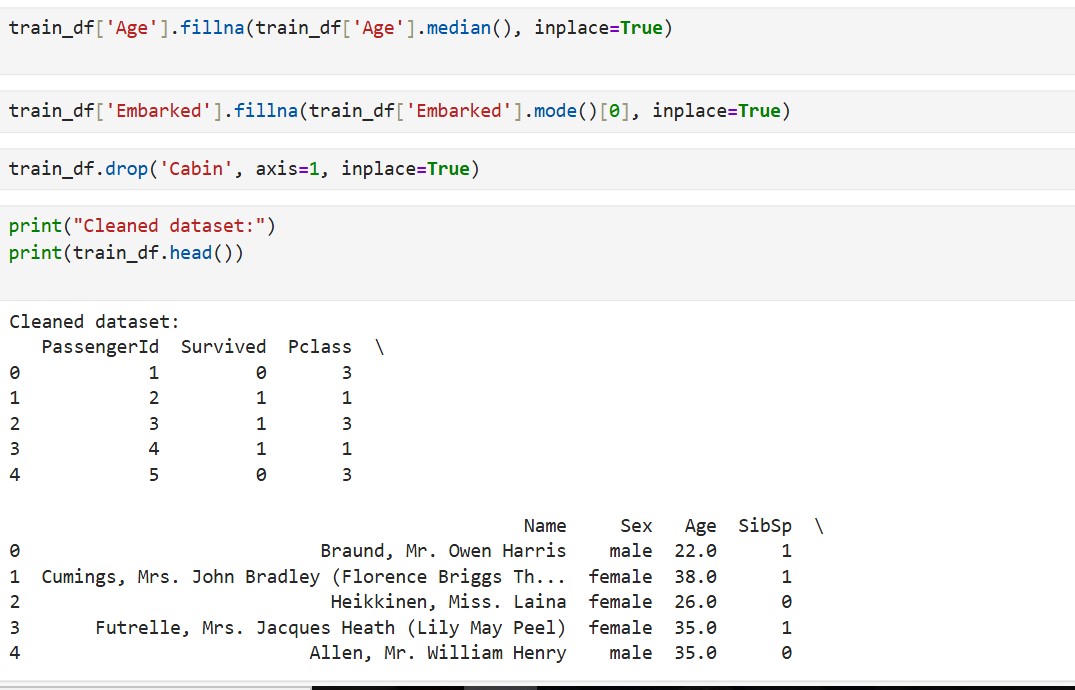 train_df['Age'].fillna(train_df['Age'].median(), inplace=True)
train_df['Embarked'].fillna(train_df['Embarked'].mode()[0], inplace=True)
train_df.drop('Cabin', axis=1, inplace=True)
print("Cleaned dataset:")
print(train_df.head())
Cleaned dataset:
   PassengerId  Survived  Pclass  \
0            1         0       3
1            2         1       1
2            3         1       3
3            4         1       1
4            5         0       3
                                                Name     Sex   Age  SibSp  \
0                            Braund, Mr. Owen Harris    male  22.0      1
1  Cumings, Mrs. John Bradley (Florence Briggs Th...  female  38.0      1
2                             Heikkinen, Miss. Laina  female  26.0      0
3       Futrelle, Mrs. Jacques Heath (Lily May Peel)  female  35.0      1
4                           Allen, Mr. William Henry    male  35.0      0